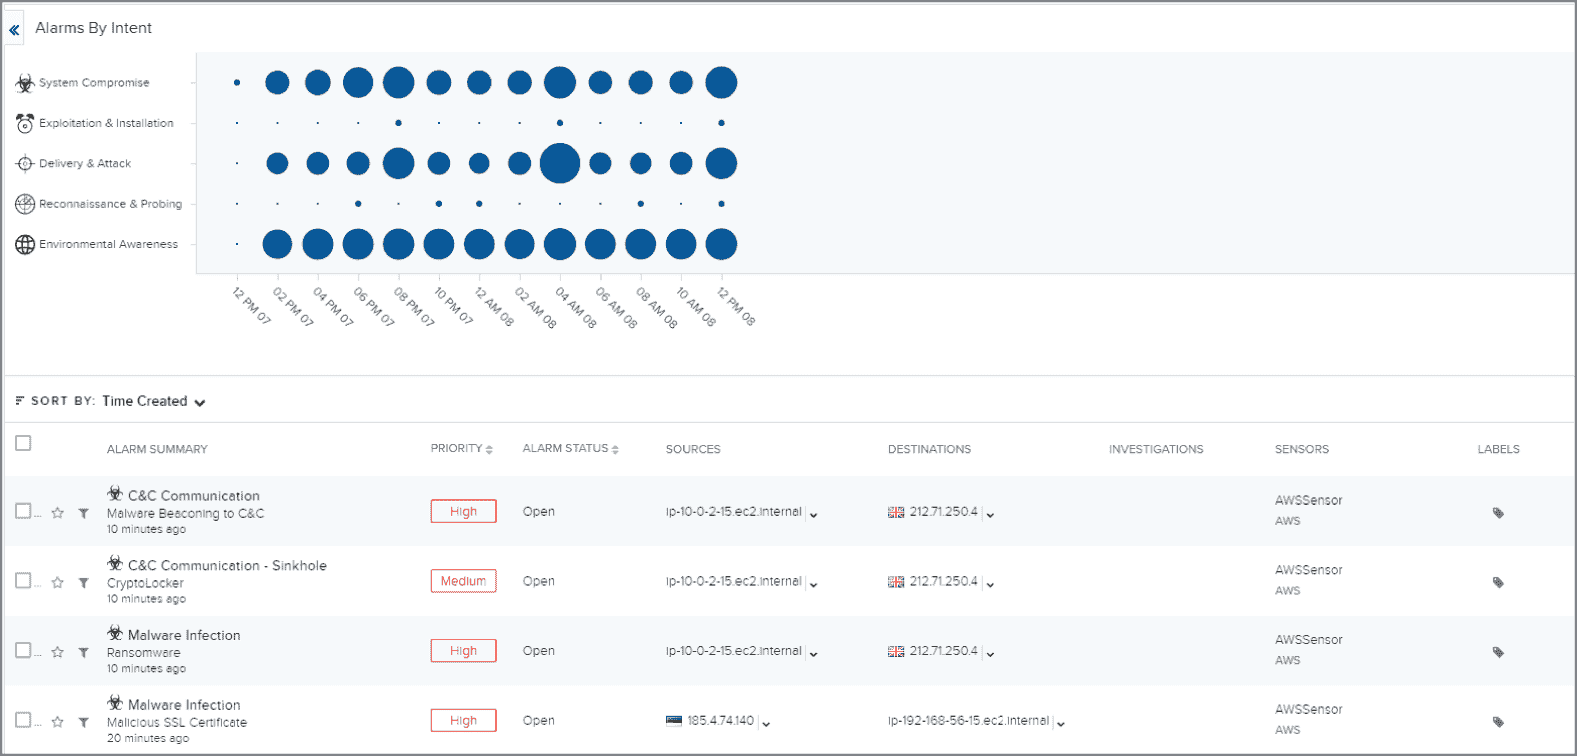 Alarms By Intent
System Compromise
Exploitation & Installation
Delivery & Attack
Reconnaissance & Probing
Environmental Awareness
12 PM 07 02 PM 07 04 PM 07 06 PM 07 08 PM 07 10 PM 07 12 AM 08 02 AM 08 04 AM 08 06 AM 08 08 AM 08 10 AM 08 12 PM 08
SORT BY: Time Created
ALARM SUMMARY PRIORITY ALARM STATUS SOURCES DESTINATIONS INVESTIGATIONS SENSORS LABELS
C&C Communication
Malware Beaconing to C&C
10 minutes ago
... High Open ip-10-0-2-15.ec2.internal 212.71.250.4
AWSSensor
AWS
C&C Communication - Sinkhole
CryptoLocker
10 minutes ago
... Medium Open ip-10-0-2-15.ec2.internal 212.71.250.4
AWSSensor
AWS
Malware Infection
Ransomware
10 minutes ago
... High Open ip-10-0-2-15.ec2.internal 212.71.250.4
AWSSensor
AWS
Malware Infection
Malicious SSL Certificate
20 minutes ago
... High Open 185.4.74.140 ip-192-168-56-15.ec2.internal
AWSSensor
AWS